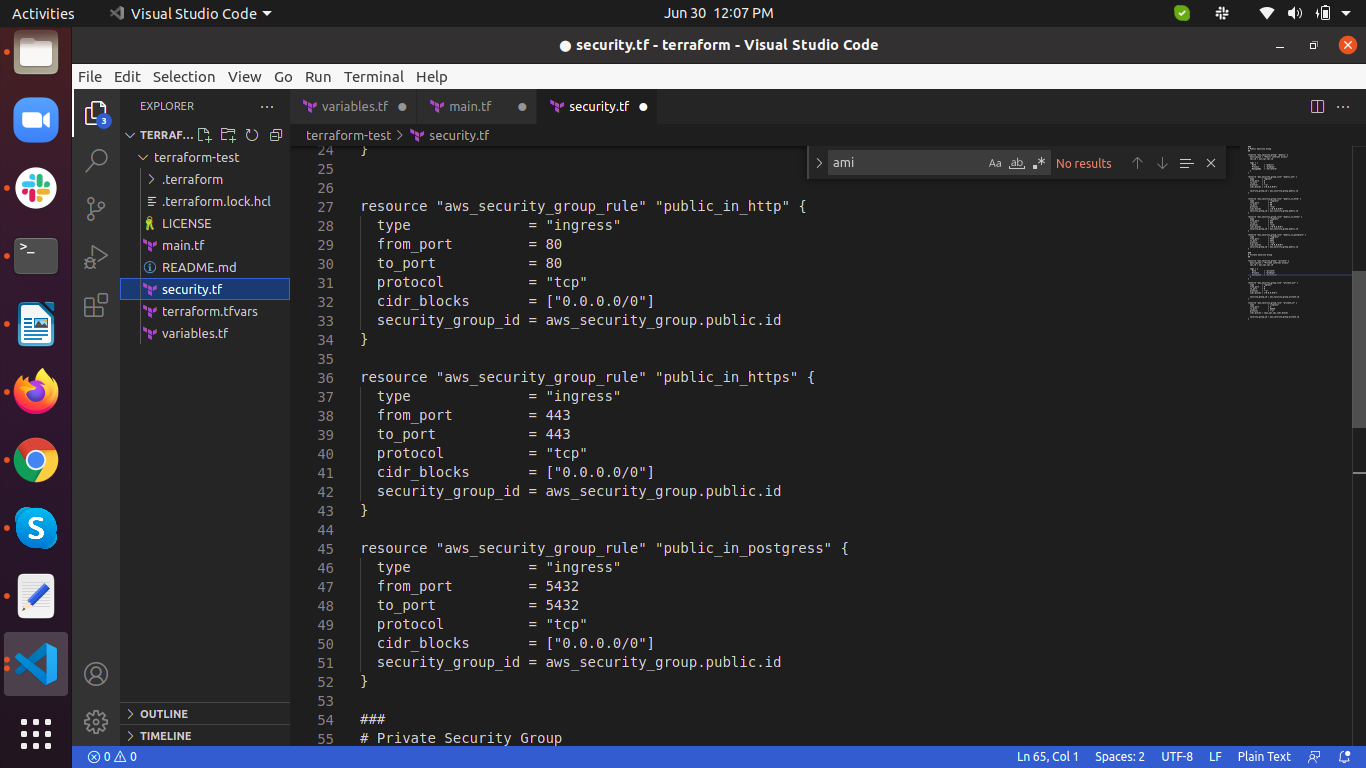 Activities
Visual Studio Code
Jun 30 12:07 PM
● security.tf - terraform - Visual Studio Code
File Edit Selection View Go Run Terminal Help
EXPLORER
variables.tf
main.tf
security.tf
TERRAF...
terraform-test > security.tf
terraform-test
.terraform
.terraform.lock.hcl
LICENSE
main.tf
README.md
security.tf
terraform.tfvars
variables.tf
3
ami
Aa ab .*
No results
24 }
25
26
27 resource "aws_security_group_rule" "public_in_http" {
28   type              = "ingress"
29   from_port         = 80
30   to_port           = 80
31   protocol          = "tcp"
32   cidr_blocks       = ["0.0.0.0/0"]
33   security_group_id = aws_security_group.public.id
34 }
35
36 resource "aws_security_group_rule" "public_in_https" {
37   type              = "ingress"
38   from_port         = 443
39   to_port           = 443
40   protocol          = "tcp"
41   cidr_blocks       = ["0.0.0.0/0"]
42   security_group_id = aws_security_group.public.id
43 }
44
45 resource "aws_security_group_rule" "public_in_postgress" {
46   type              = "ingress"
47   from_port         = 5432
48   to_port           = 5432
49   protocol          = "tcp"
50   cidr_blocks       = ["0.0.0.0/0"]
51   security_group_id = aws_security_group.public.id
52 }
53
54 ###
55 # Private Security Group
OUTLINE
TIMELINE
0 0
Ln 65, Col 1
Spaces: 2
UTF-8
LF
Plain Text